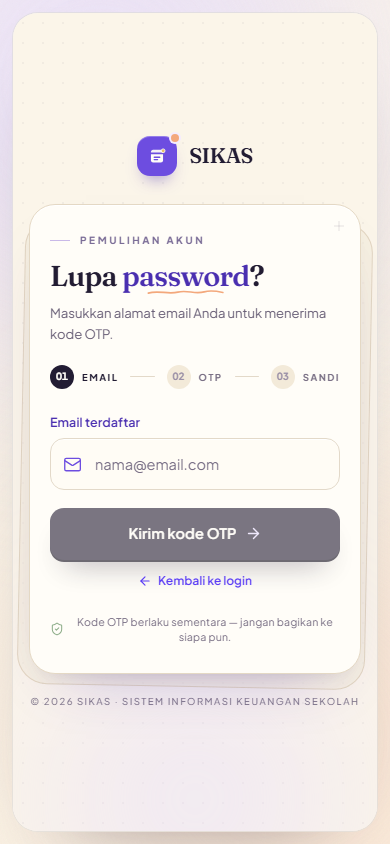 SIKAS
PEMULIHAN AKUN
Lupa password?
Masukkan alamat email Anda untuk menerima
kode OTP.
01 EMAIL 02 OTP 03 SANDI
Email terdaftar
nama@email.com
Kirim kode OTP →
← Kembali ke login
Kode OTP berlaku sementara — jangan bagikan ke
siapa pun.
© 2026 SIKAS · SISTEM INFORMASI KEUANGAN SEKOLAH